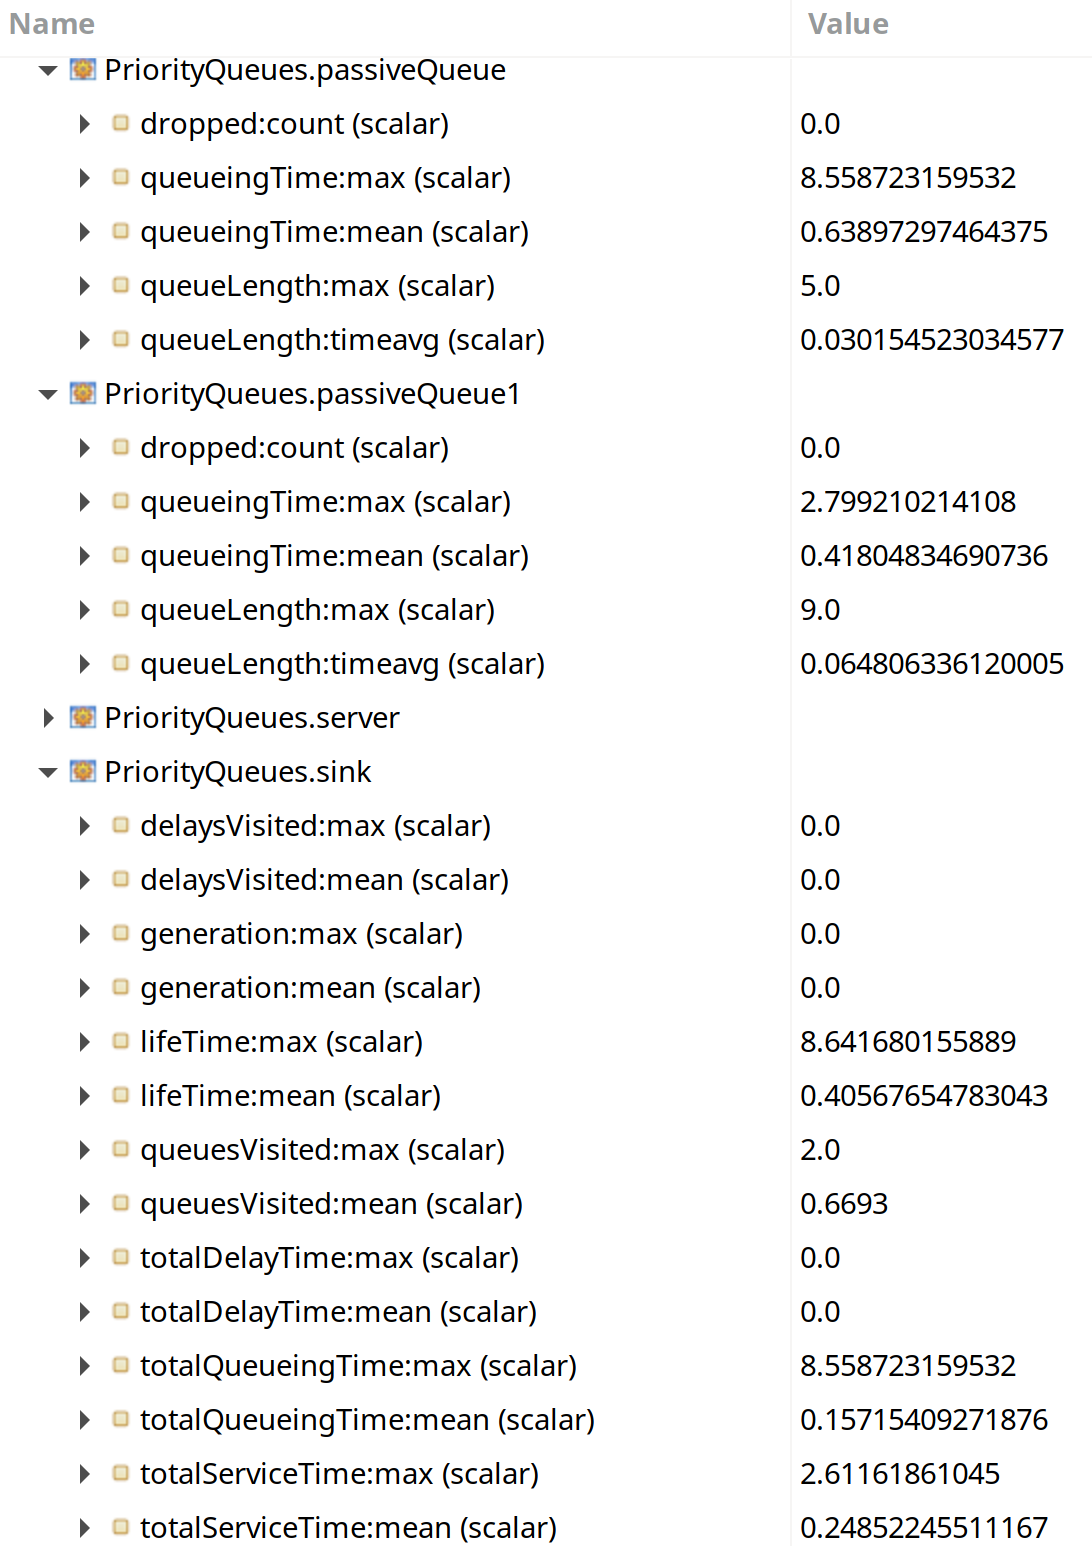 Name Value
PriorityQueues.passiveQueue
dropped:count (scalar) 0.0
queueingTime:max (scalar) 8.558723159532
queueingTime:mean (scalar) 0.63897297464375
queueLength:max (scalar) 5.0
queueLength:timeavg (scalar) 0.030154523034577
PriorityQueues.passiveQueue1
dropped:count (scalar) 0.0
queueingTime:max (scalar) 2.799210214108
queueingTime:mean (scalar) 0.41804834690736
queueLength:max (scalar) 9.0
queueLength:timeavg (scalar) 0.064806336120005
PriorityQueues.server
PriorityQueues.sink
delaysVisited:max (scalar) 0.0
delaysVisited:mean (scalar) 0.0
generation:max (scalar) 0.0
generation:mean (scalar) 0.0
lifeTime:max (scalar) 8.641680155889
lifeTime:mean (scalar) 0.40567654783043
queuesVisited:max (scalar) 2.0
queuesVisited:mean (scalar) 0.6693
totalDelayTime:max (scalar) 0.0
totalDelayTime:mean (scalar) 0.0
totalQueueingTime:max (scalar) 8.558723159532
totalQueueingTime:mean (scalar) 0.15715409271876
totalServiceTime:max (scalar) 2.61161861045
totalServiceTime:mean (scalar) 0.24852245511167